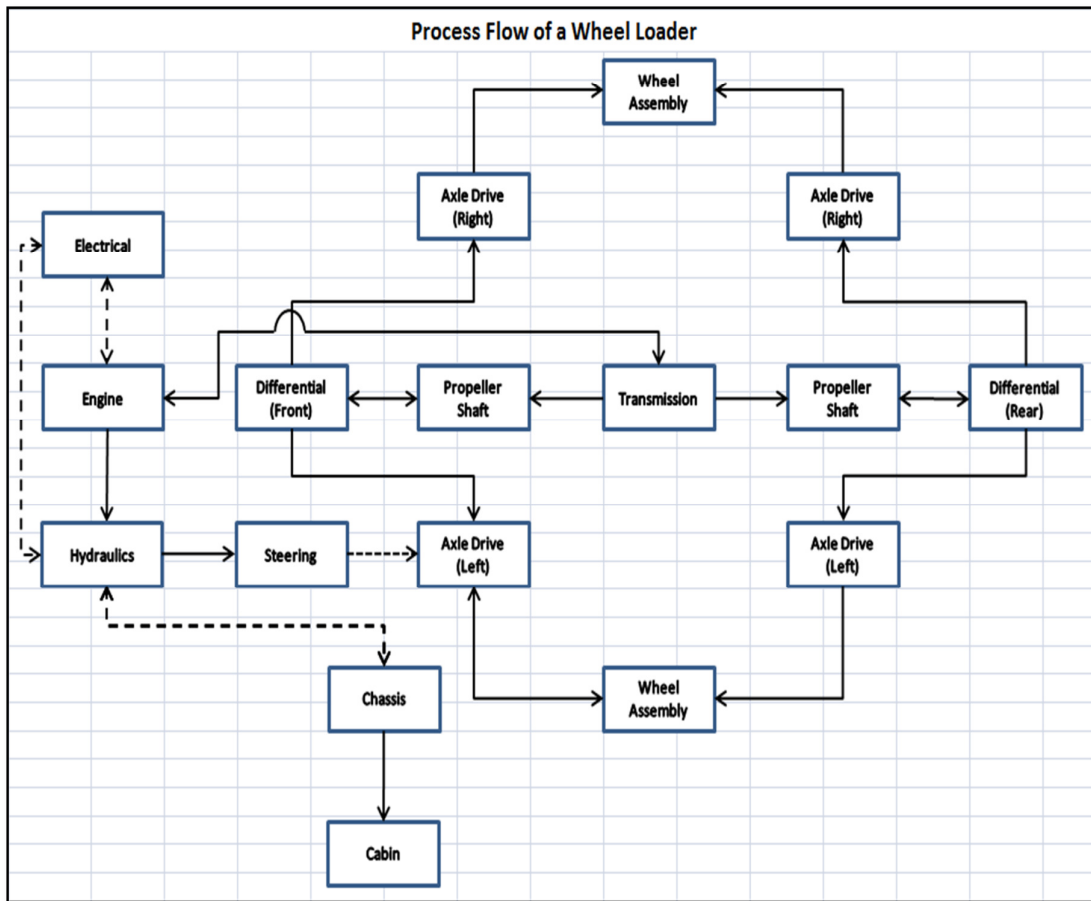 Process Flow of a Wheel Loader
Wheel
Assembly
Axle Drive
(Right)
Axle Drive
(Right)
Electrical
Engine
Differential
(Front)
Propeller
Shaft
Transmission
Propeller
Shaft
Differential
(Rear)
Hydraulics
Steering
Axle Drive
(Left)
Axle Drive
(Left)
Chassis
Wheel
Assembly
Cabin